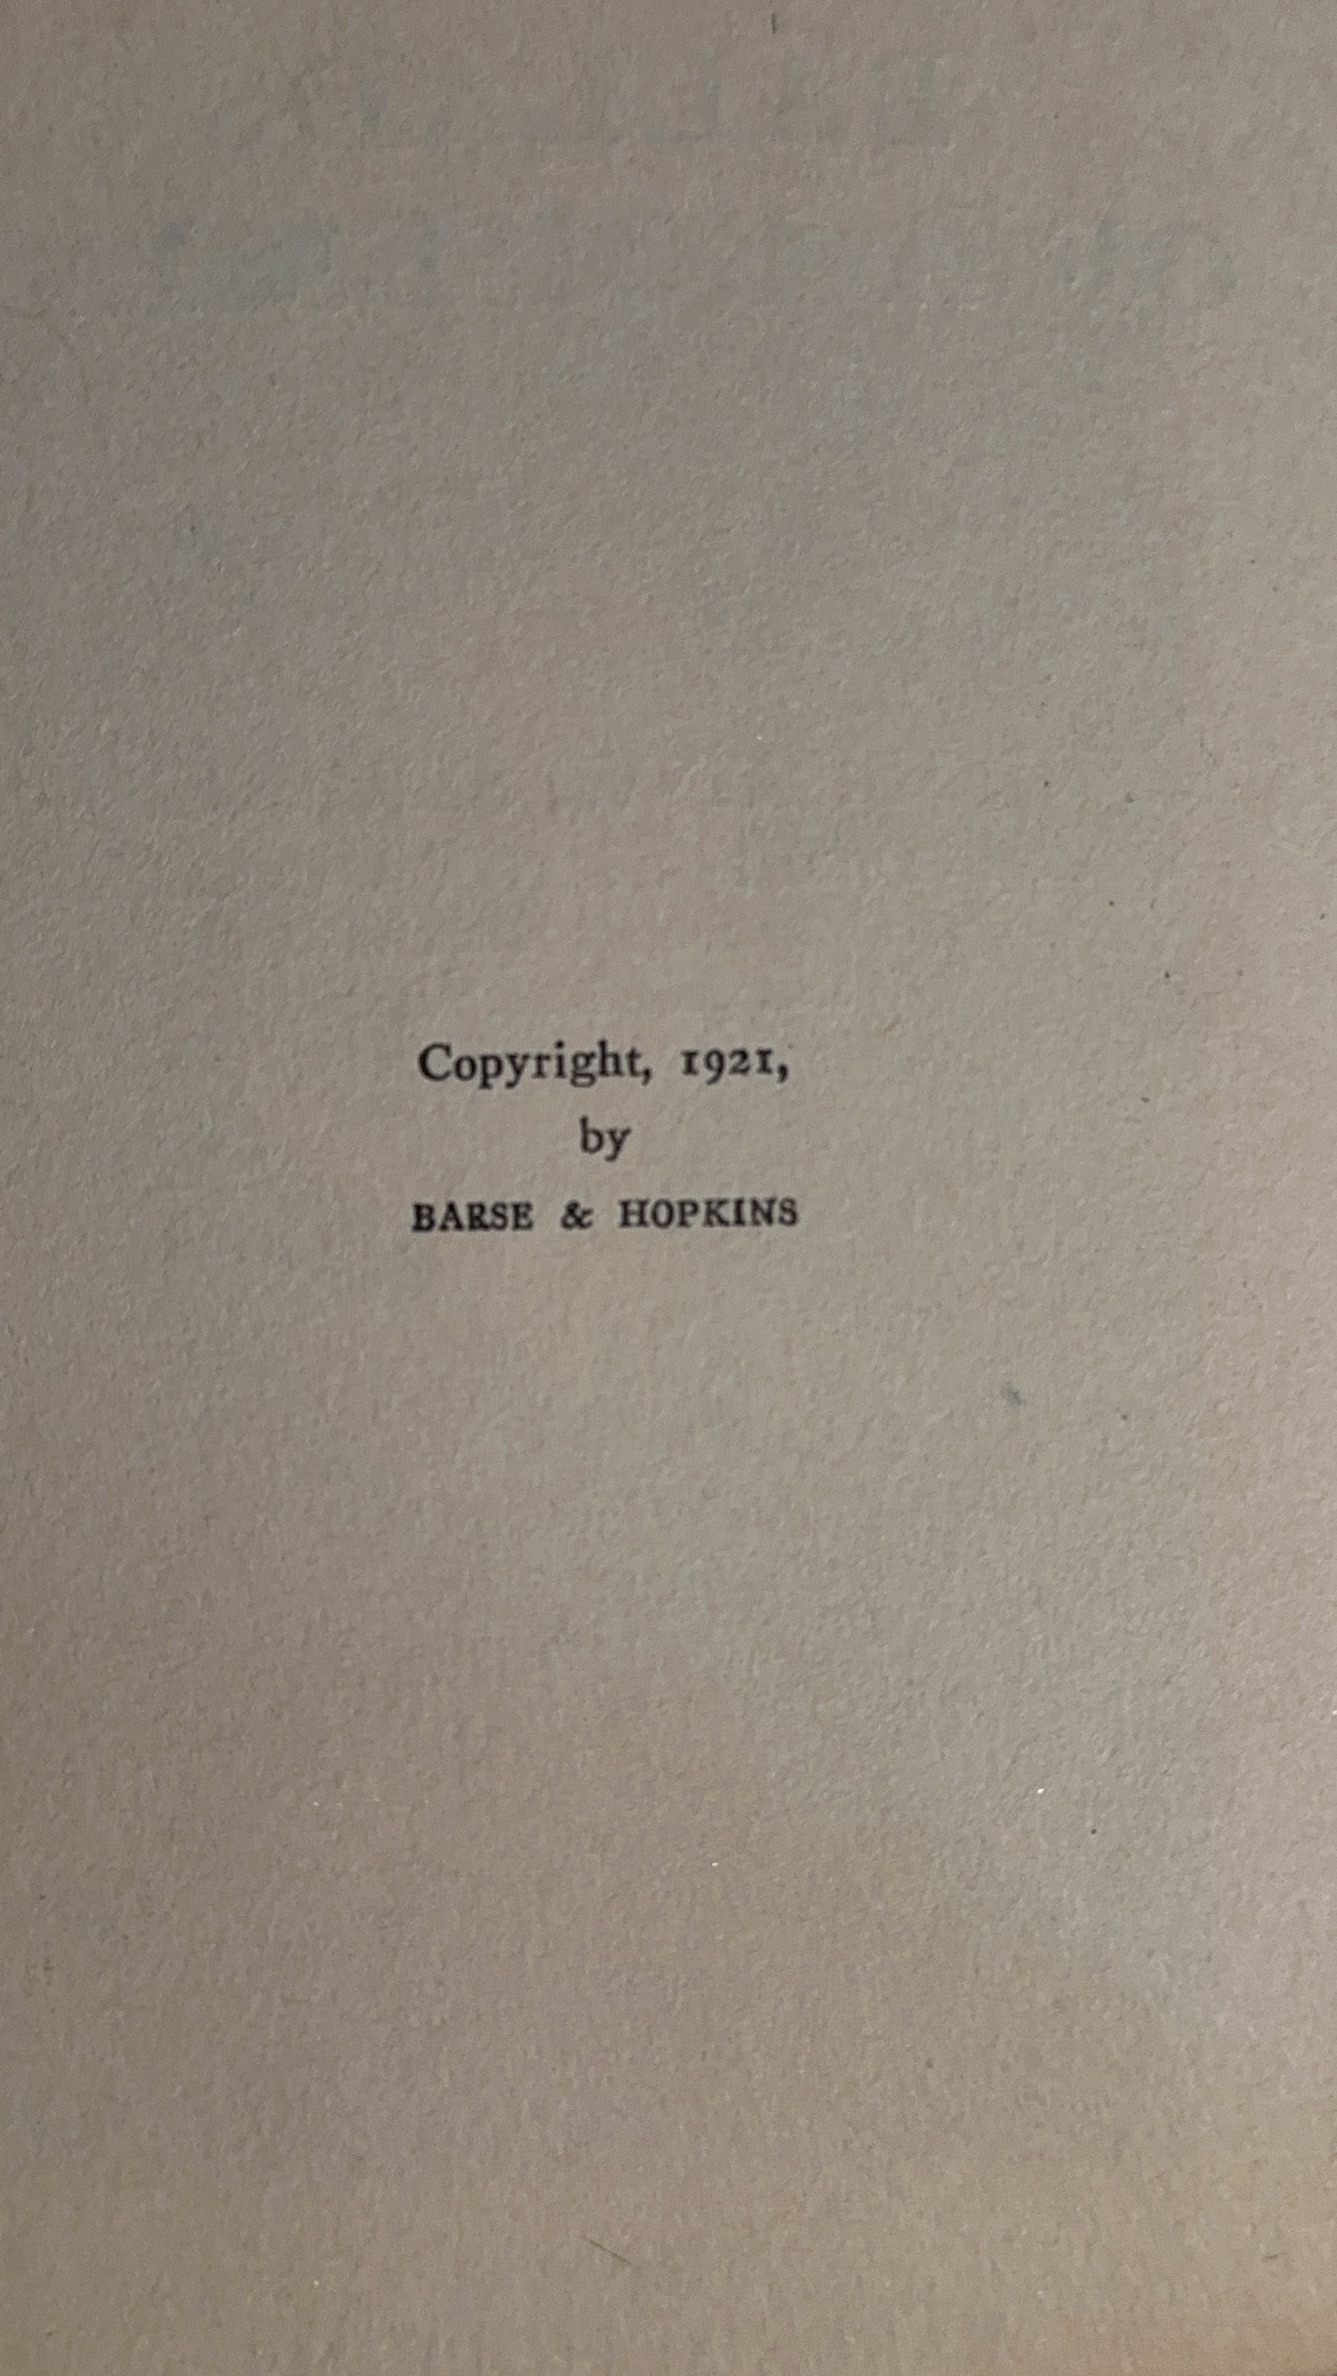 Copyright, 1921,
by
BARSE & HOPKINS